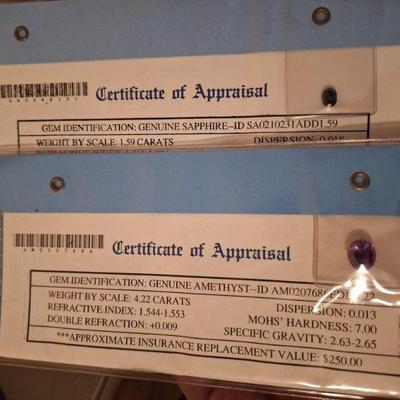 Certificate of Appraisal
GEM IDENTIFICATION: GENUINE SAPPHIRE--ID SA0210231ADD1.59
WEIGHT BY SCALE: 1.59 CARATS DISPERSION: 0.018
Certificate of Appraisal
GEM IDENTIFICATION: GENUINE AMETHYST--ID
WEIGHT BY SCALE: 4.22 CARATS DISPERSION: 0.013
REFRACTIVE INDEX: 1.544-1.553 MOHS' HARDNESS: 7.00
DOUBLE REFRACTION: +0.009 SPECIFIC GRAVITY: 2.63-2.65
***APPROXIMATE INSURANCE REPLACEMENT VALUE: $250.00